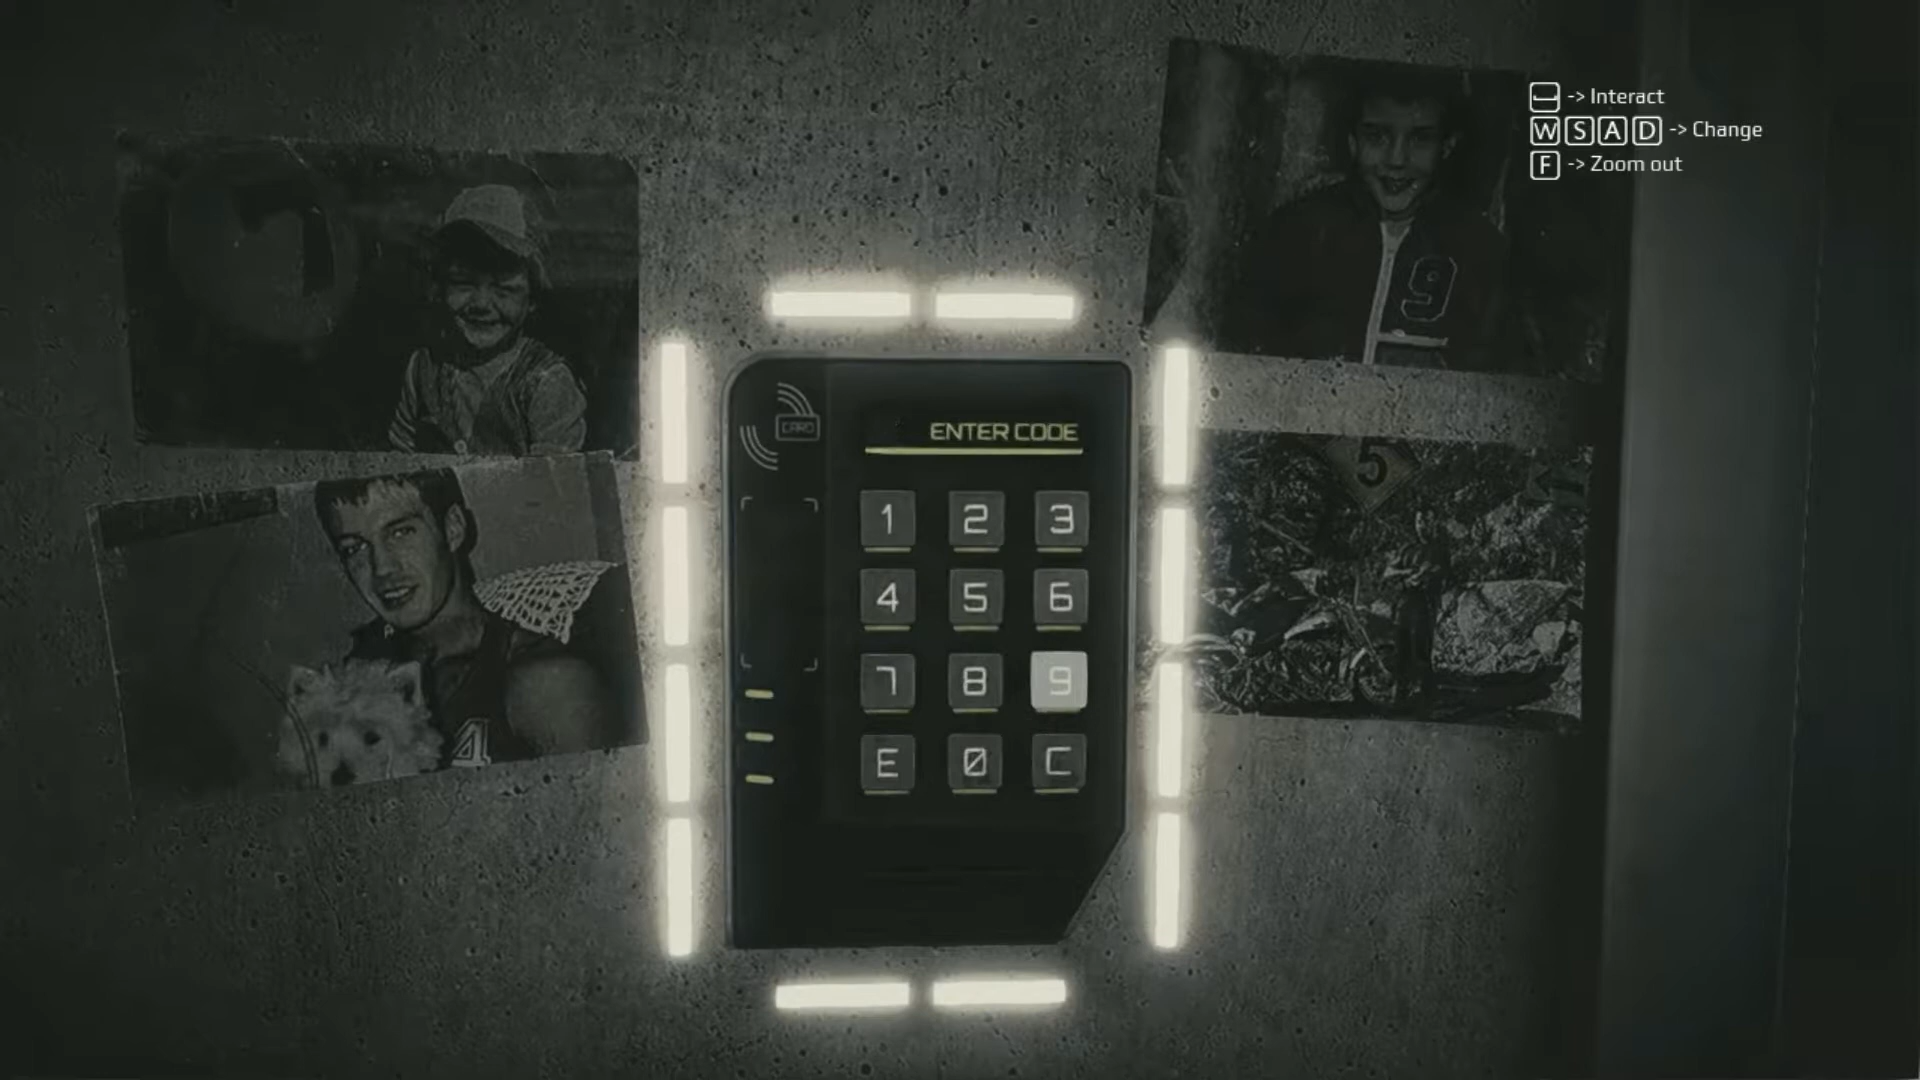 -> Interact
W S A D -> Change
F -> Zoom out
9
CARD
ENTER CODE
5
1 2 3
4 5 6
7 8 9
4
E 0 C